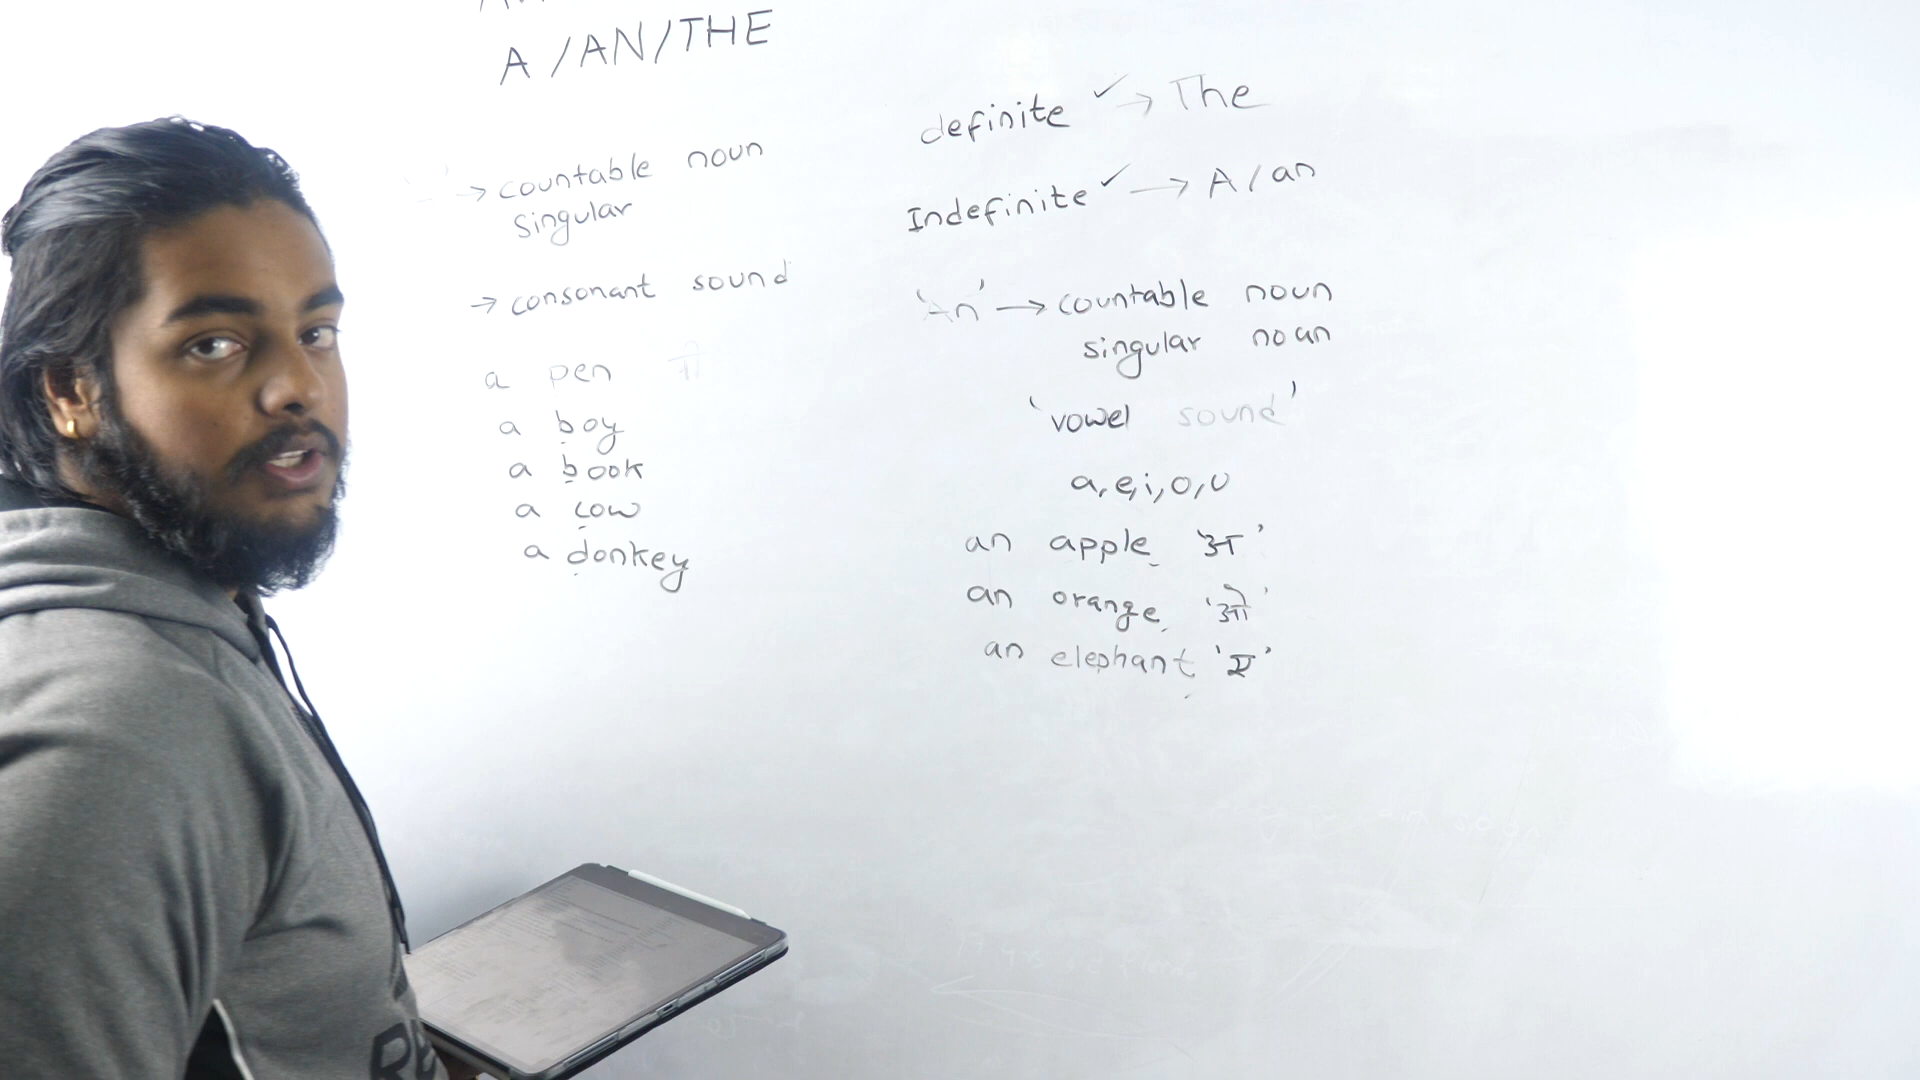 A/AN/THE
→ countable noun
singular
→ consonant sound
a pen
a boy
a book
a cow
a donkey
definite ✓ → The
Indefinite ✓ → A/an
'An' → countable noun
singular noun
'vowel sound'
a, e, i, o, u
an apple 'अ'
an orange 'ओ'
an elephant 'ए'